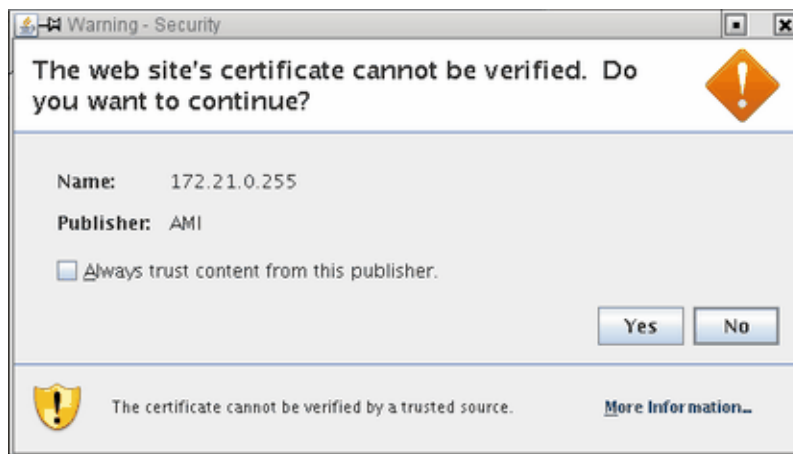 Warning - Security
The web site's certificate cannot be verified. Do
you want to continue?
Name: 172.21.0.255
Publisher: AMI
Always trust content from this publisher.
Yes No
The certificate cannot be verified by a trusted source. More Information...